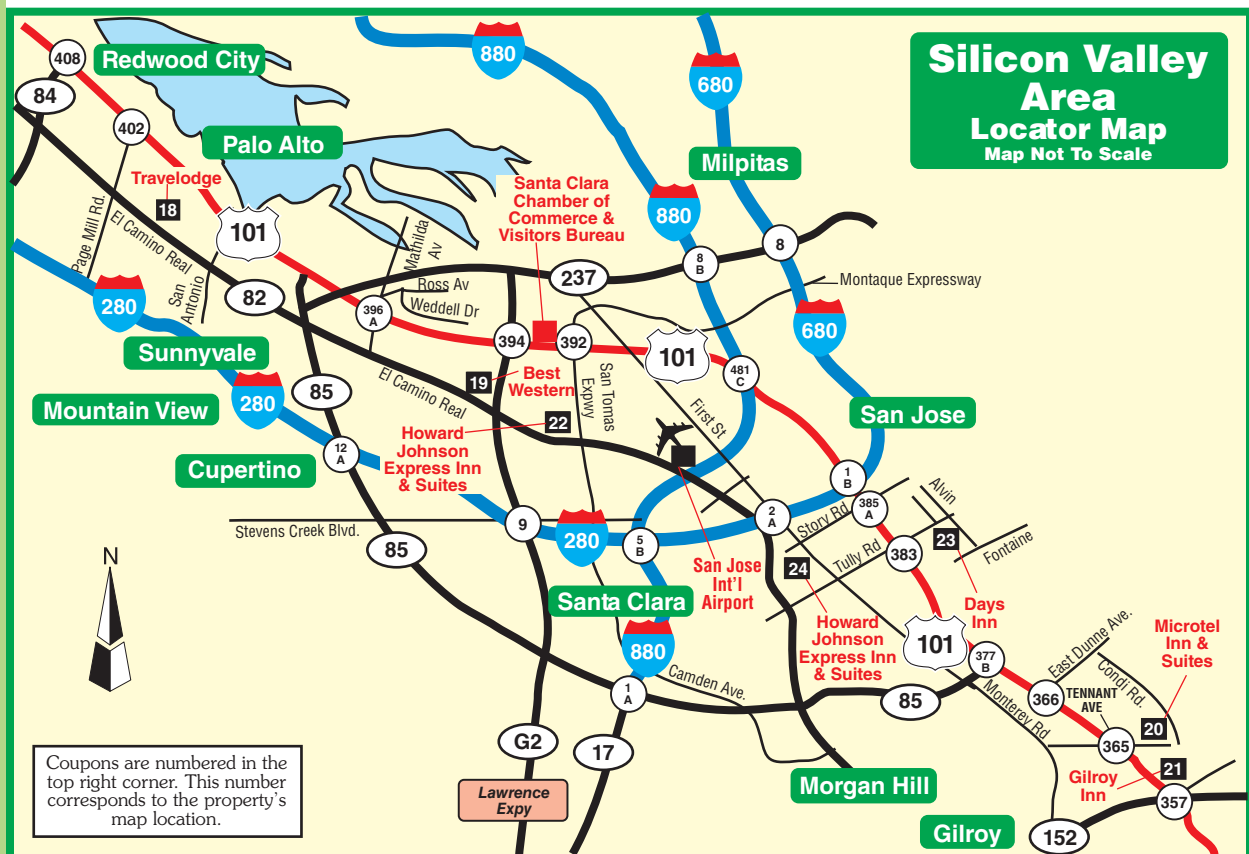 Silicon Valley
Area
Locator Map
Map Not To Scale
408
Redwood City
84
402
Palo Alto
880
680
Milpitas
Travelodge
18
Page Mill Rd.
El Camino Real
101
San
Antonio
82
280
Mathilda
Av
Ross Av
Weddell Dr
396
A
Santa Clara
Chamber of
Commerce &
Visitors Bureau
237
880
8
B
8
Montaque Expressway
680
394
392
101
481
C
Sunnyvale
Mountain View
280
85
El Camino Real
19
Best
Western
San Tomas
Expwy
22
First St
San Jose
Cupertino
12
A
Howard
Johnson
Express Inn
& Suites
1
B
385
A
Alvin
Stevens Creek Blvd.
9
280
5
B
2
A
Story Rd
Tully Rd
383
23
Fontaine
85
N
San Jose
Int'l
Airport
24
Santa Clara
Howard
Johnson
Express Inn
& Suites
Days
Inn
101
880
1
A
Camden Ave.
85
377
B
Monterey Rd
East Dunne Ave.
Condi Rd.
Microtel
Inn &
Suites
366
TENNANT
AVE
20
365
G2
17
Lawrence
Expy
Morgan Hill
Gilroy
Inn
21
357
Gilroy
152
Coupons are numbered in the
top right corner. This number
corresponds to the property's
map location.